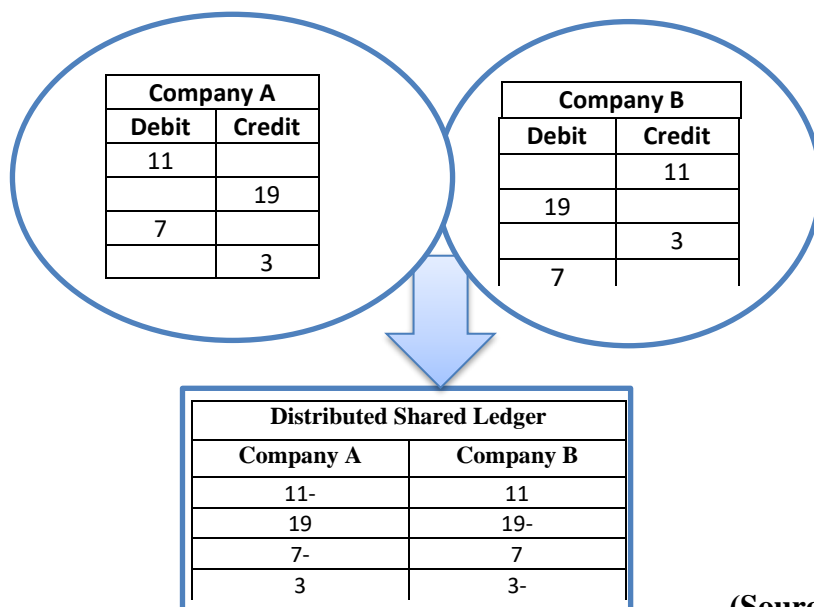 Company A
Debit Credit
11
19
7
3
Company B
Debit Credit
11
19
3
7
Distributed Shared Ledger
Company A Company B
11- 11
19 19-
7- 7
3 3-
(Sourc